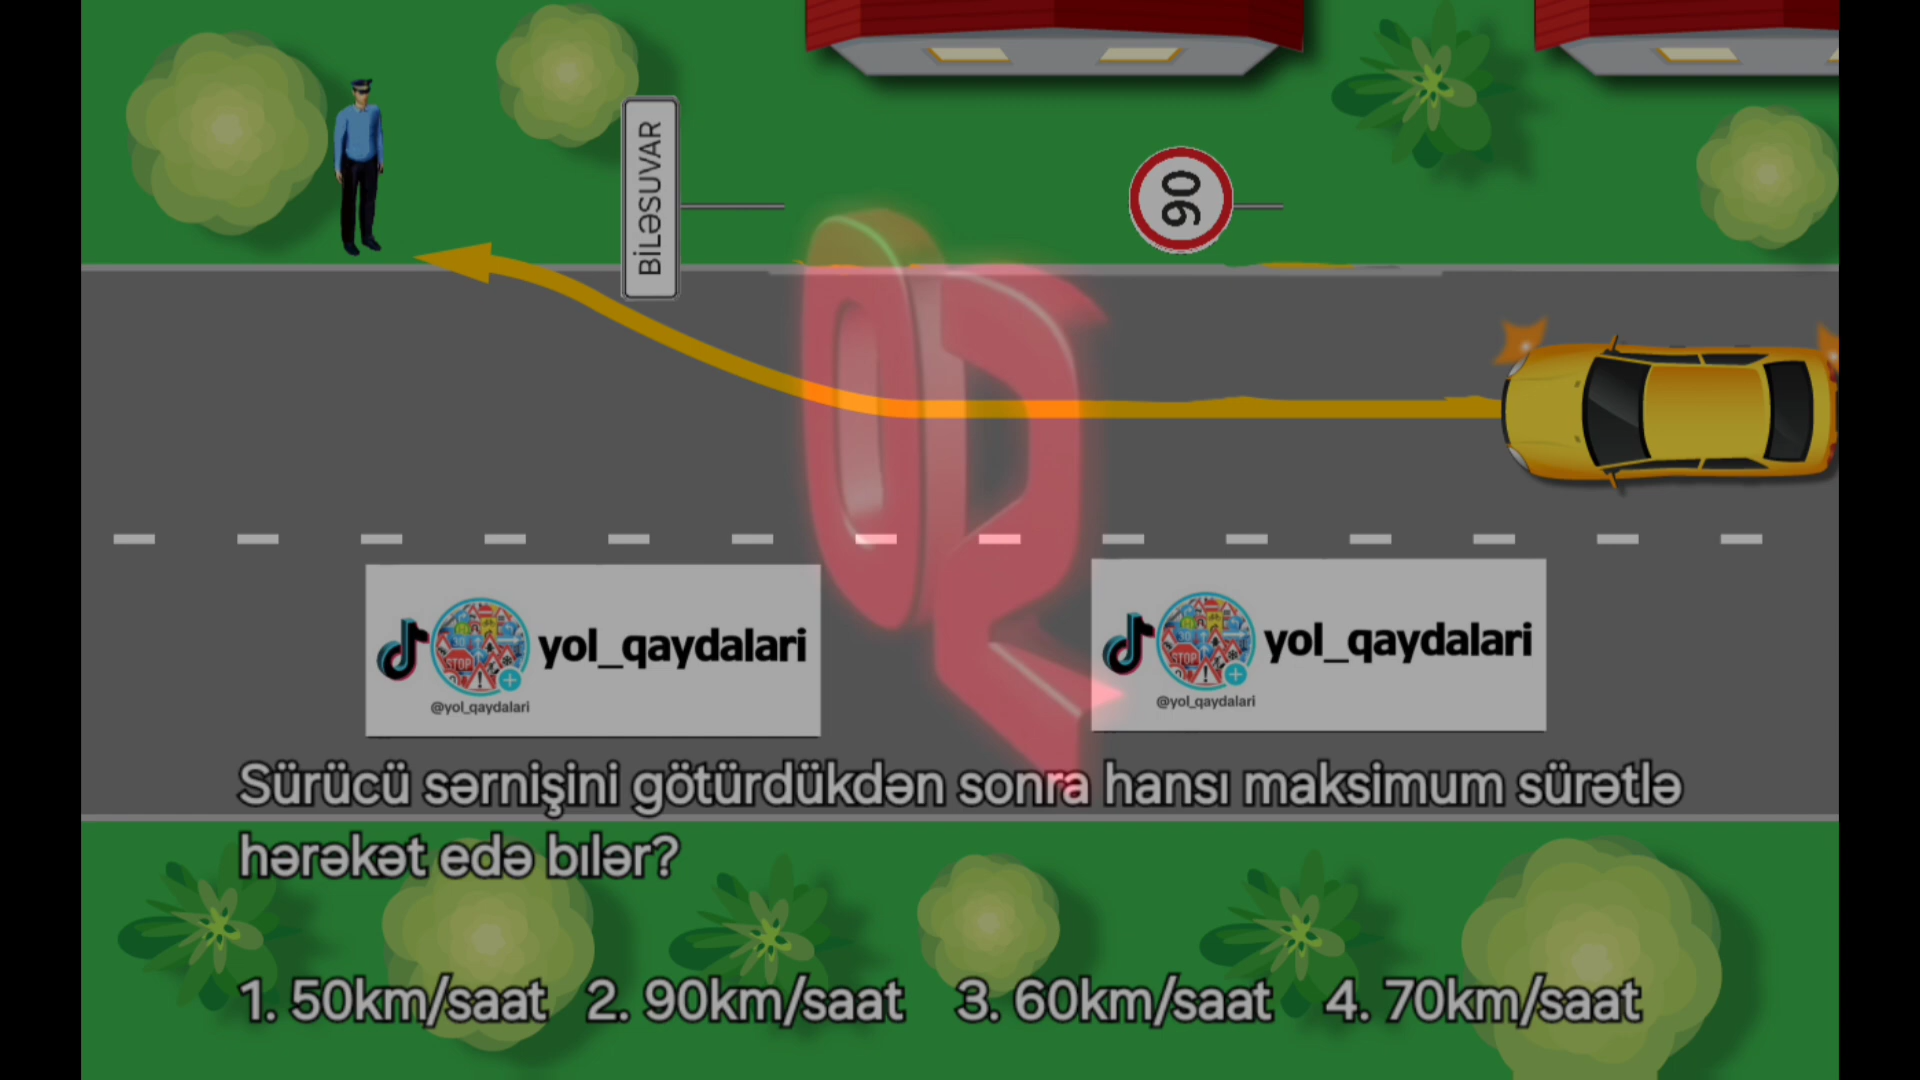 BİLƏSUVAR
90
yol_qaydalari
@yol_qaydalari
yol_qaydalari
@yol_qaydalari
Sürücü sərnişini götürdükdən sonra hansı maksimum sürətlə
hərəkət edə bılər?
1. 50km/saat 2. 90km/saat 3. 60km/saat 4. 70km/saat